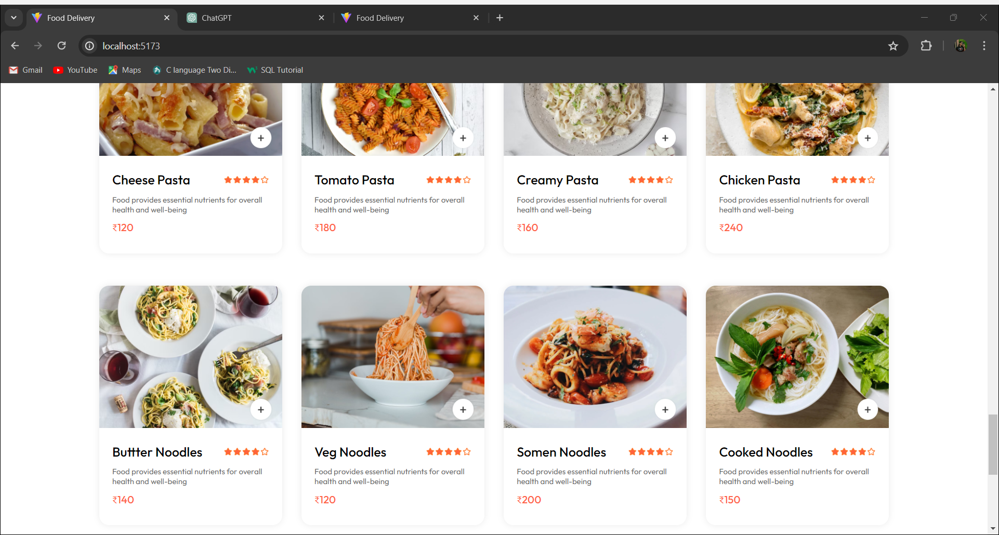 Food Delivery
ChatGPT
Food Delivery
localhost:5173
Gmail
YouTube
Maps
C language Two Di...
SQL Tutorial
Cheese Pasta
Food provides essential nutrients for overall
health and well-being
₹120
Tomato Pasta
Food provides essential nutrients for overall
health and well-being
₹180
Creamy Pasta
Food provides essential nutrients for overall
health and well-being
₹160
Chicken Pasta
Food provides essential nutrients for overall
health and well-being
₹240
Buttter Noodles
Food provides essential nutrients for overall
health and well-being
₹140
Veg Noodles
Food provides essential nutrients for overall
health and well-being
₹120
Somen Noodles
Food provides essential nutrients for overall
health and well-being
₹200
Cooked Noodles
Food provides essential nutrients for overall
health and well-being
₹150